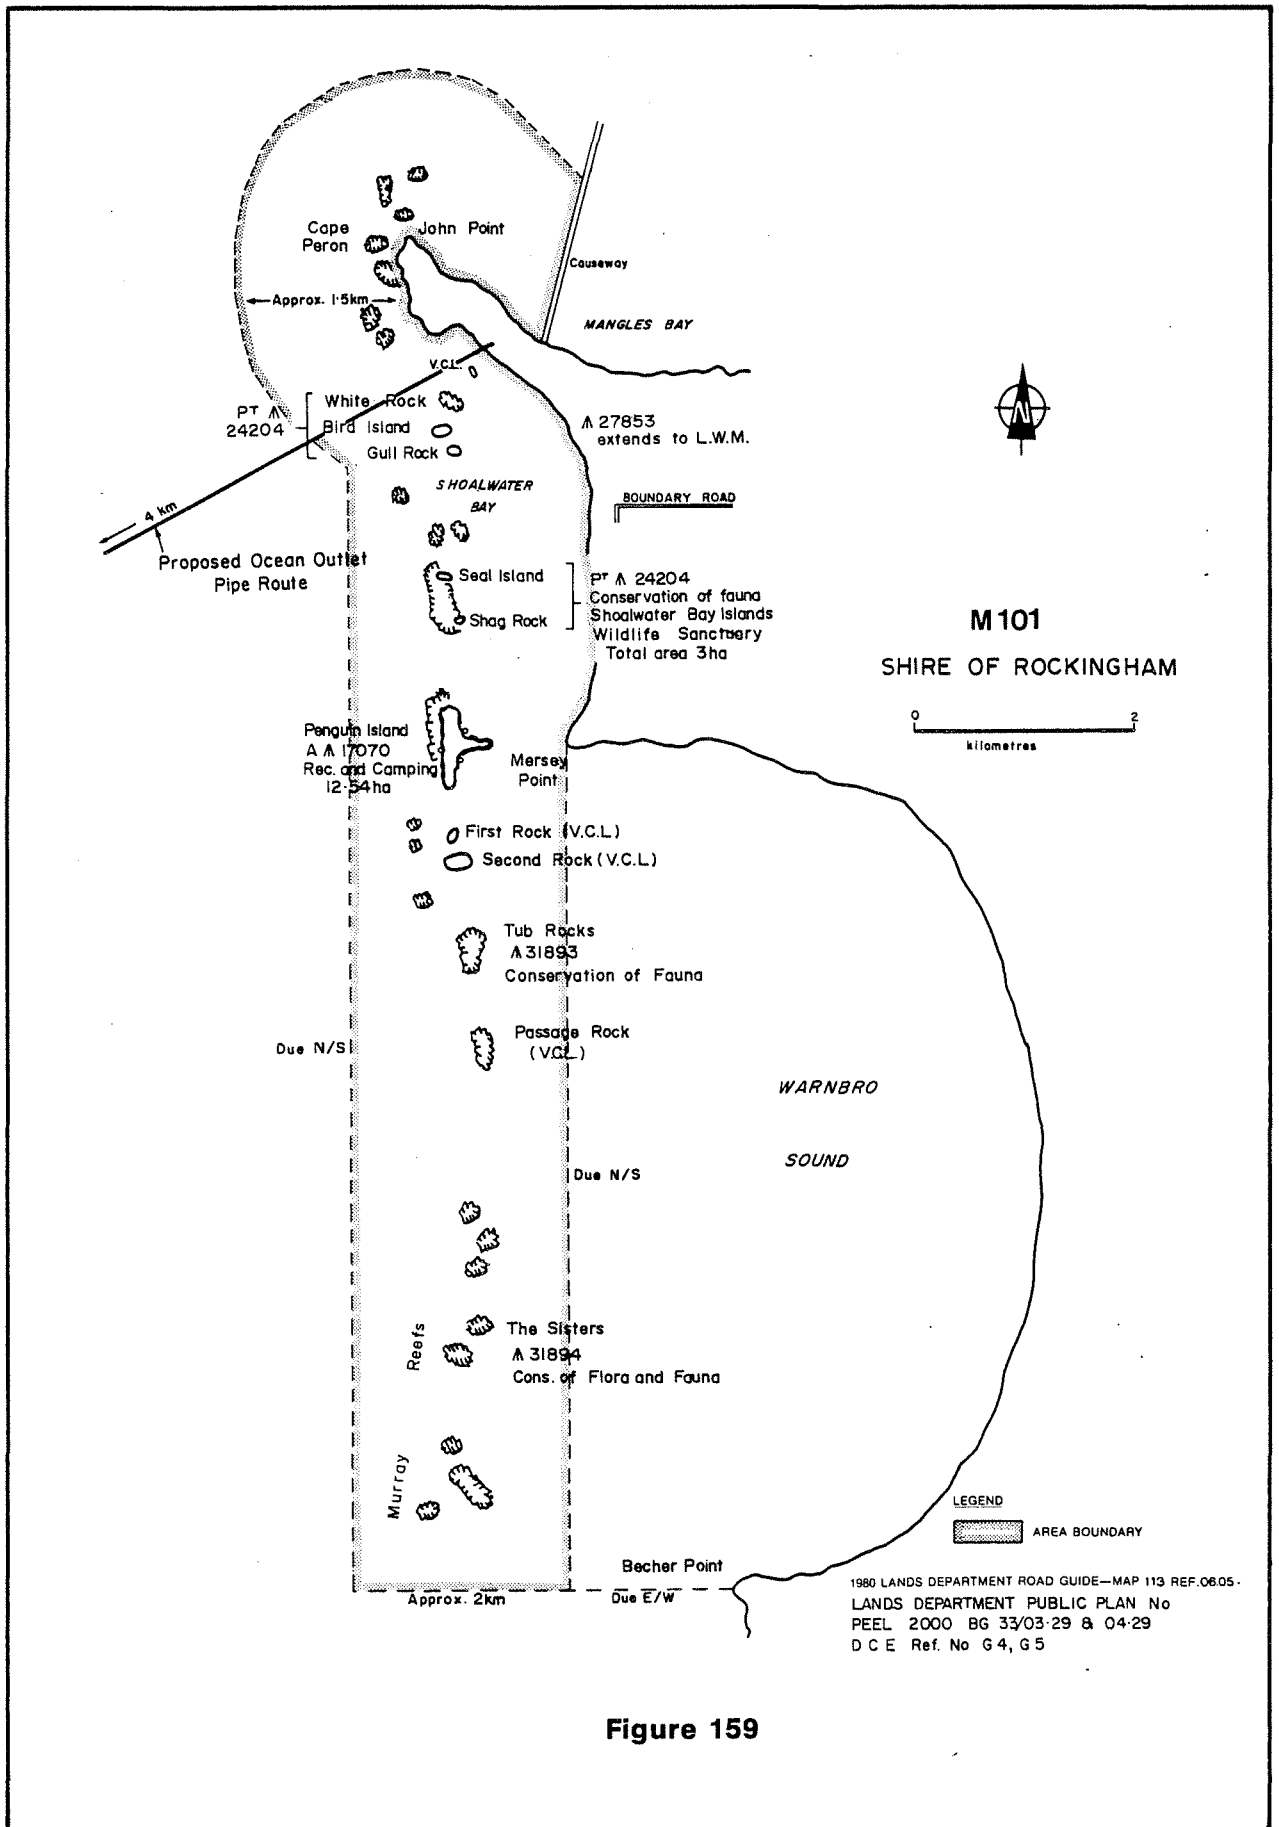 Cape
Peron
John Point
Causeway
Approx. 1·5km
MANGLES BAY
V.C.L.
White Rock
PT 24204
Bird Island
Gull Rock
27853
extends to L.W.M.
N
SHOALWATER
BAY
BOUNDARY ROAD
4 km
Proposed Ocean Outlet
Pipe Route
Seal Island
Shag Rock
PT 24204
Conservation of fauna
Shoalwater Bay Islands
Wildlife Sanctuary
Total area 3ha
M101
SHIRE OF ROCKINGHAM
0 2
kilometres
Penguin Island
A 17070
Rec. and Camping
12·54ha
Mersey
Point
First Rock (V.C.L)
Second Rock (V.C.L)
Tub Rocks
31893
Conservation of Fauna
Passage Rock
(V.C.L.)
Due N/S
WARNBRO
SOUND
Due N/S
Reefs
The Sisters
31894
Cons. of Flora and Fauna
Murray
LEGEND
AREA BOUNDARY
Becher Point
Approx. 2km
Due E/W
1980 LANDS DEPARTMENT ROAD GUIDE—MAP 113 REF.06.05.
LANDS DEPARTMENT PUBLIC PLAN No
PEEL 2000 BG 33/03·29 & 04·29
D C E Ref. No G4, G5
Figure 159